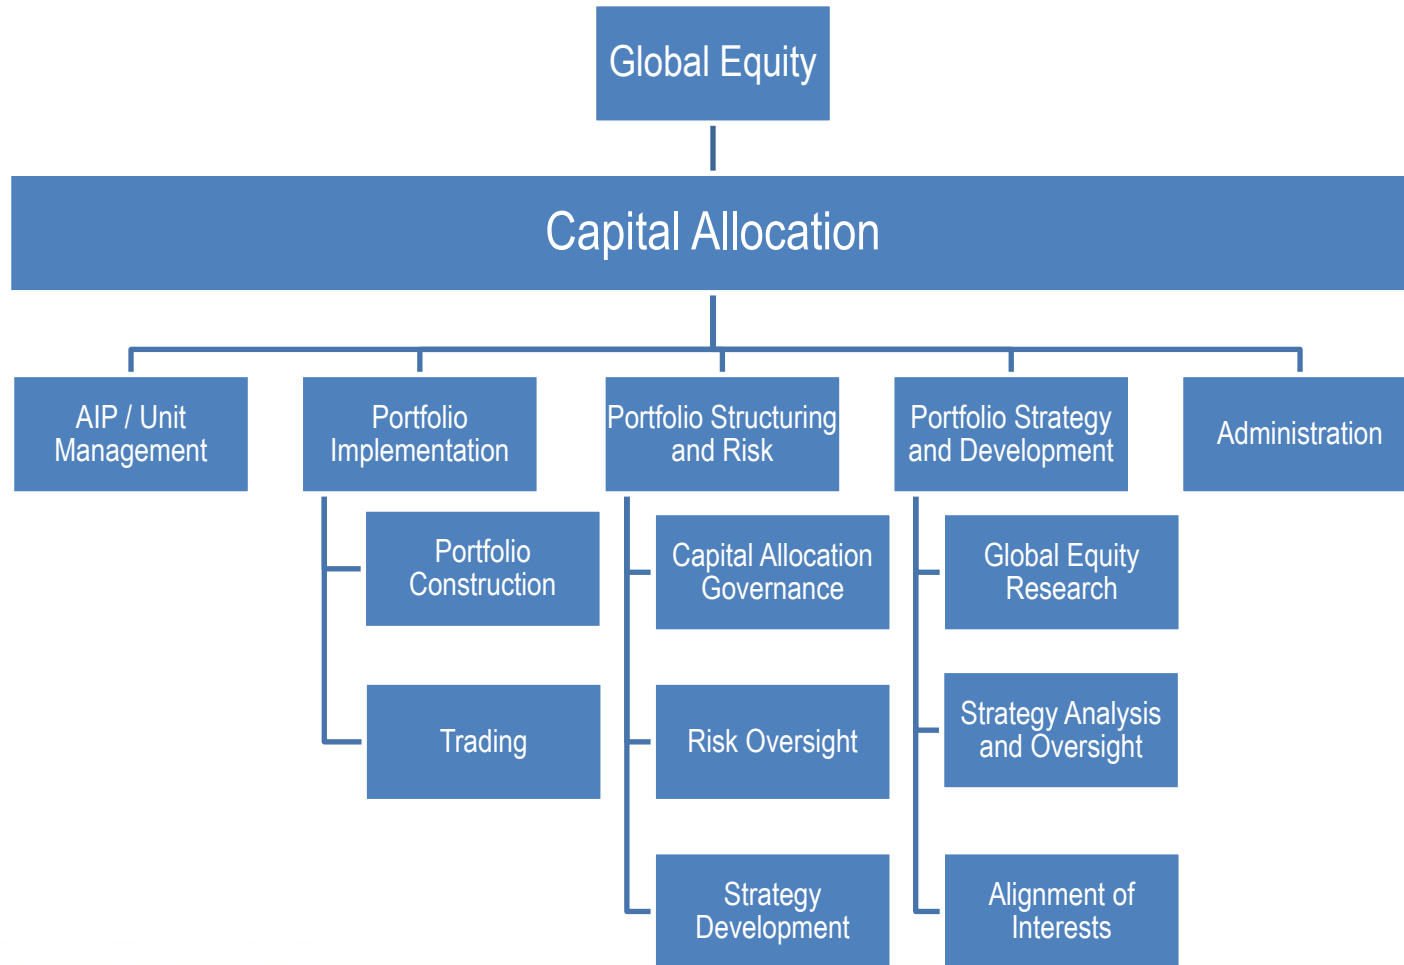 Global Equity
Capital Allocation
AIP / Unit
Management
Portfolio
Implementation
Portfolio Structuring
and Risk
Portfolio Strategy
and Development
Administration
Portfolio
Construction
Trading
Capital Allocation
Governance
Risk Oversight
Strategy
Development
Global Equity
Research
Strategy Analysis
and Oversight
Alignment of
Interests